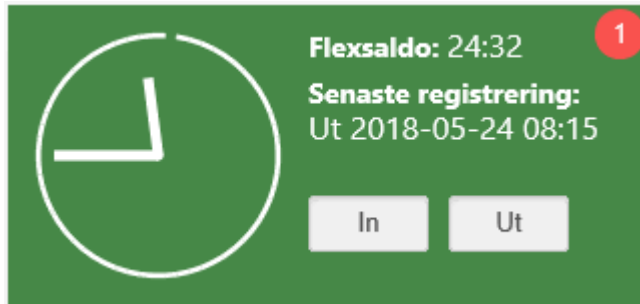 Flexsaldo: 24:32
1
Senaste registrering:
Ut 2018-05-24 08:15
In Ut